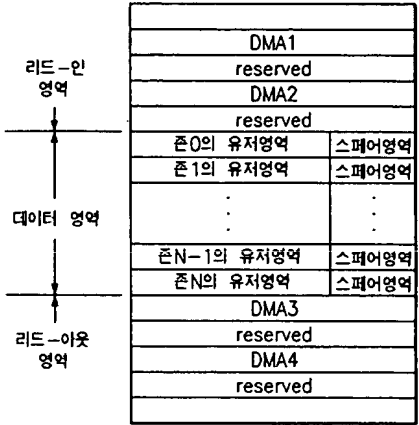 DMA1
reserved
DMA2
reserved
리드-인
영역
존0의 유저영역 스페어영역
존1의 유저영역 스페어영역
데이터 영역
존N-1의 유저영역 스페어영역
존N의 유저영역 스페어영역
DMA3
reserved
DMA4
reserved
리드-아웃
영역